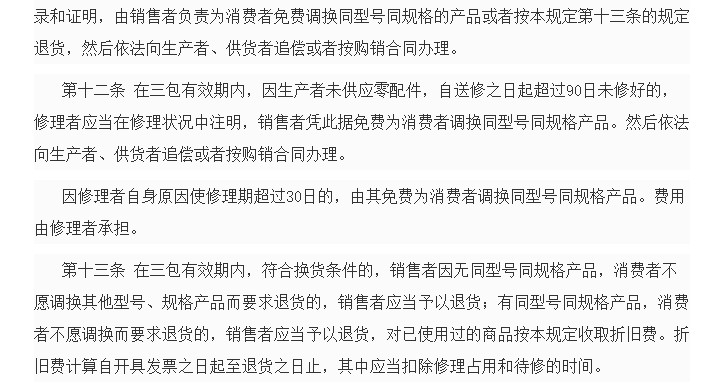 录和证明，由销售者负责为消费者免费调换同型号同规格的产品或者按本规定第十三条的规定
退货，然后依法向生产者、供货者追偿或者按购销合同办理。
第十二条 在三包有效期内，因生产者未供应零配件，自送修之日起超过90日未修好的，
修理者应当在修理状况中注明，销售者凭此据免费为消费者调换同型号同规格产品。然后依法
向生产者、供货者追偿或者按购销合同办理。
因修理者自身原因使修理期超过30日的，由其免费为消费者调换同型号同规格产品。费用
由修理者承担。
第十三条 在三包有效期内，符合换货条件的，销售者因无同型号同规格产品，消费者不
愿调换其他型号、规格产品而要求退货的，销售者应当予以退货；有同型号同规格产品，消费
者不愿调换而要求退货的，销售者应当予以退货，对已使用过的商品按本规定收取折旧费。折
旧费计算自开具发票之日起至退货之日止，其中应当扣除修理占用和待修的时间。